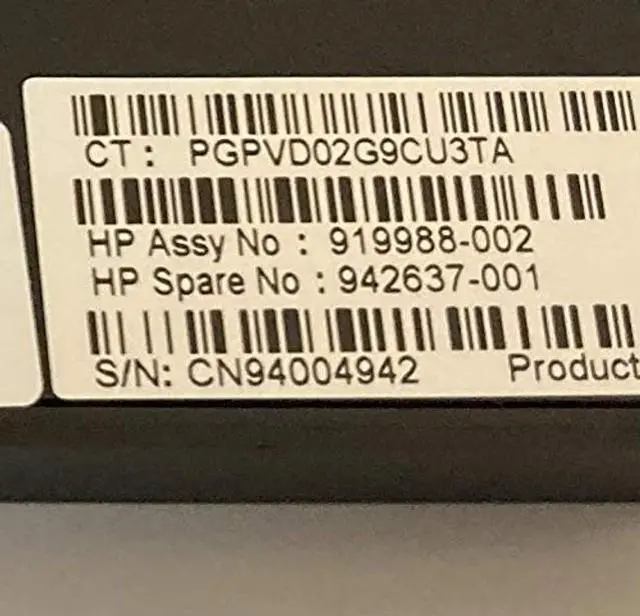 CT: PGPVD02G9CU3TA
HP Assy No : 919988-002
HP Spare No : 942637-001
S/N: CN94004942 Product